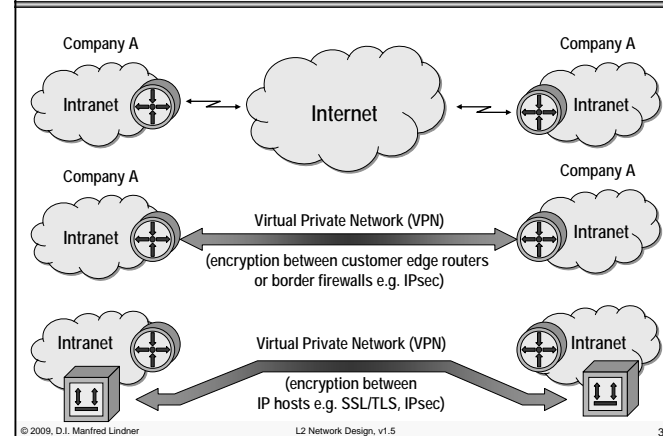 Company A
Company A
Intranet
Internet
Intranet
Company A
Company A
Intranet
Virtual Private Network (VPN)
Intranet
(encryption between customer edge routers
or border firewalls e.g. IPsec)
Intranet
Virtual Private Network (VPN)
Intranet
(encryption between
IP hosts e.g. SSL/TLS, IPsec)
© 2009, D.I. Manfred Lindner
L2 Network Design, v1.5
3